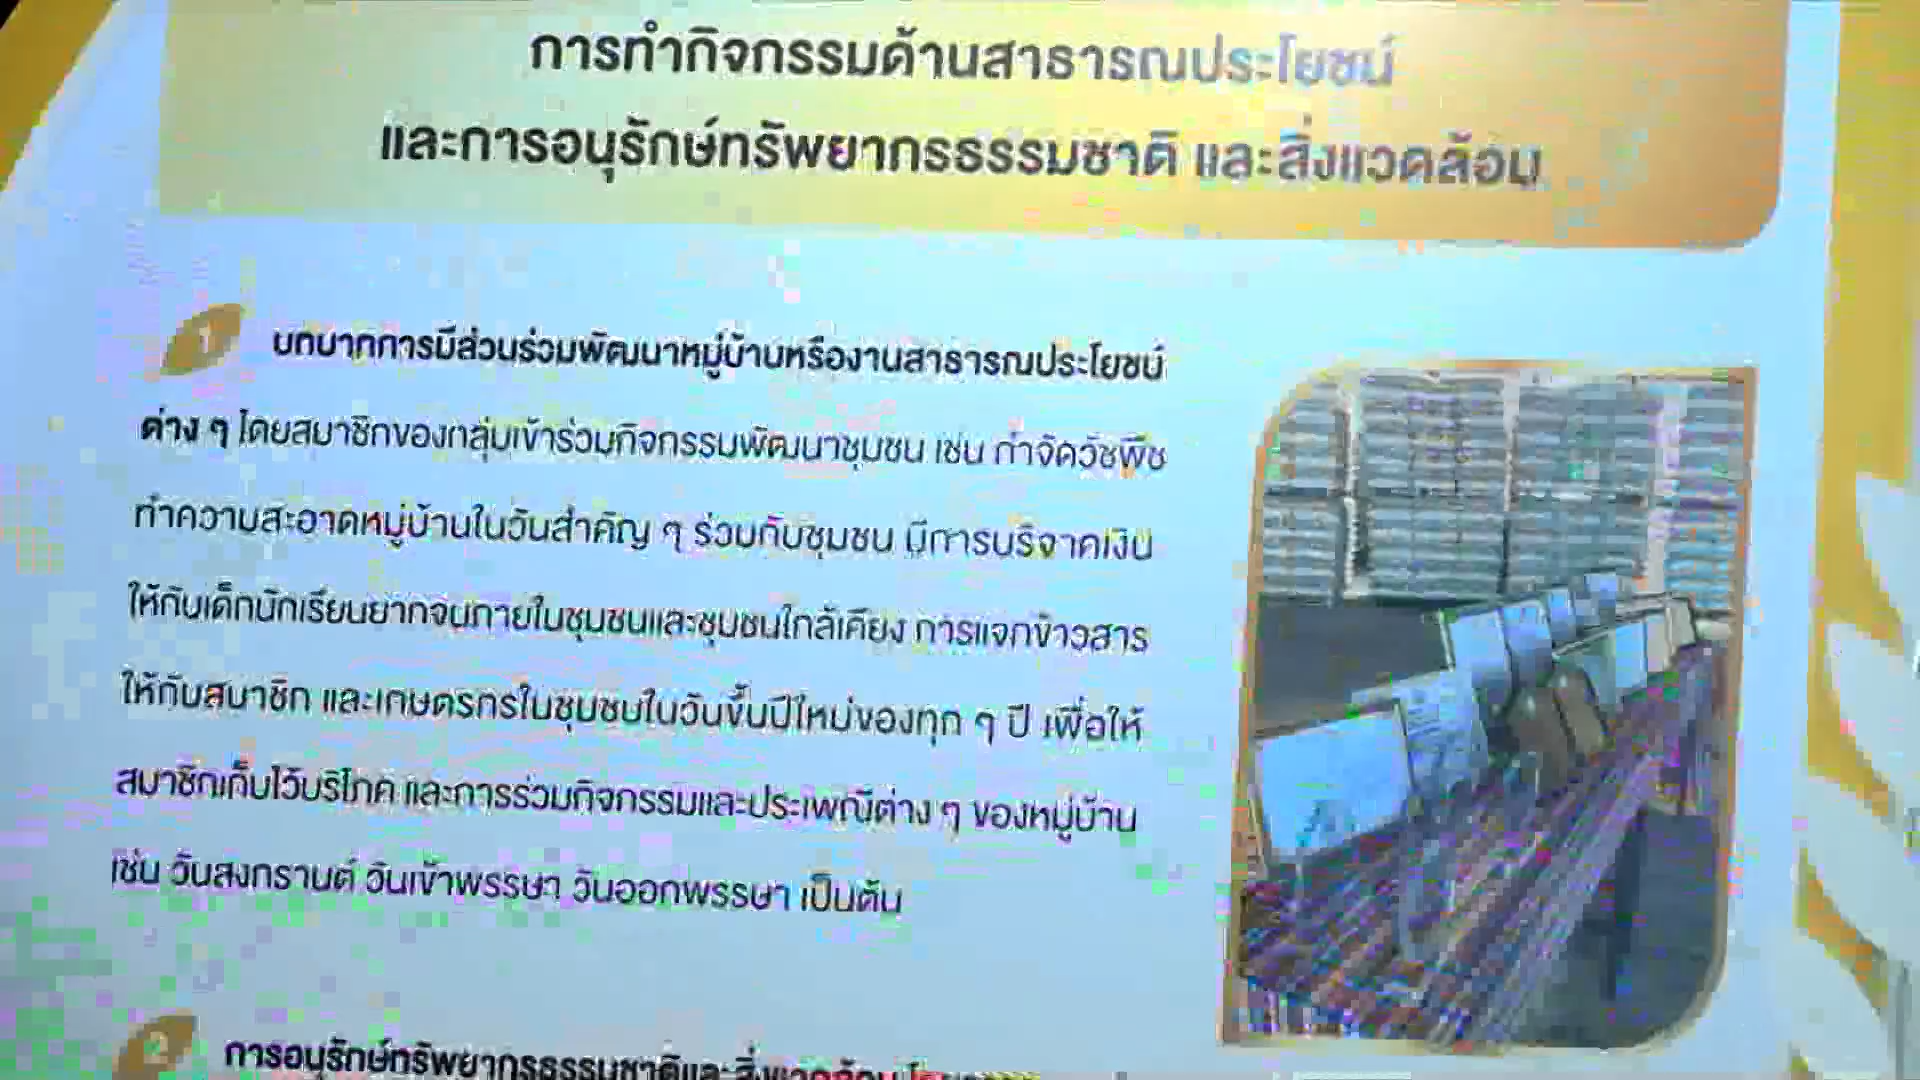 การทำกิจกรรมด้านสาธารณประโยชน์
และการอนุรักษ์ทรัพยากรธรรมชาติ และสิ่งแวดล้อม
1 บทบาทการมีส่วนร่วมพัฒนาหมู่บ้านหรืองานสาธารณประโยชน์
ต่าง ๆ โดยสมาชิกของกลุ่มเข้าร่วมกิจกรรมพัฒนาชุมชน เช่น กำจัดวัชพืช
ทำความสะอาดหมู่บ้านในวันสำคัญ ๆ ร่วมกับชุมชน มีการบริจาคเงิน
ให้กับเด็กนักเรียนยากจนภายในชุมชนและชุมชนใกล้เคียง การแจกข้าวสาร
ให้กับสมาชิก และเกษตรกรในชุมชนในวันขึ้นปีใหม่ของทุก ๆ ปี เพื่อให้
สมาชิกเก็บไว้บริโภค และการร่วมกิจกรรมและประเพณีต่าง ๆ ของหมู่บ้าน
เช่น วันสงกรานต์ วันเข้าพรรษา วันออกพรรษา เป็นต้น
2 การอนุรักษ์ทรัพยากรธรรมชาติและสิ่งแวดล้อม